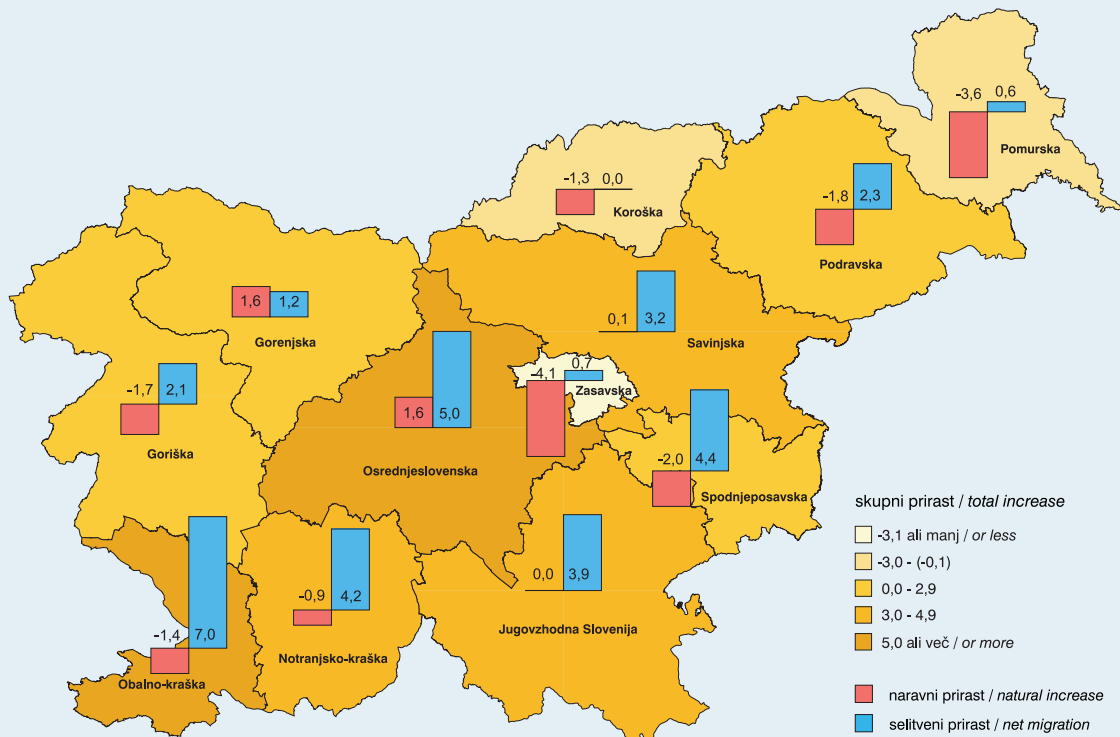 -3,6 0,6
Pomurska
-1,3 0,0
Koroška
-1,8 2,3
Podravska
1,6 1,2
Gorenjska
0,1 3,2
Savinjska
-1,7 2,1
Goriška
-4,1 0,7
Zasavska
1,6 5,0
Osrednjeslovenska
-2,0 4,4
Spodnjeposavska
0,0 3,9
Jugovzhodna Slovenija
-0,9 4,2
Notranjsko-kraška
-1,4 7,0
Obalno-kraška
skupni prirast / total increase
-3,1 ali manj / or less
-3,0 - (-0,1)
0,0 - 2,9
3,0 - 4,9
5,0 ali več / or more
naravni prirast / natural increase
selitveni prirast / net migration